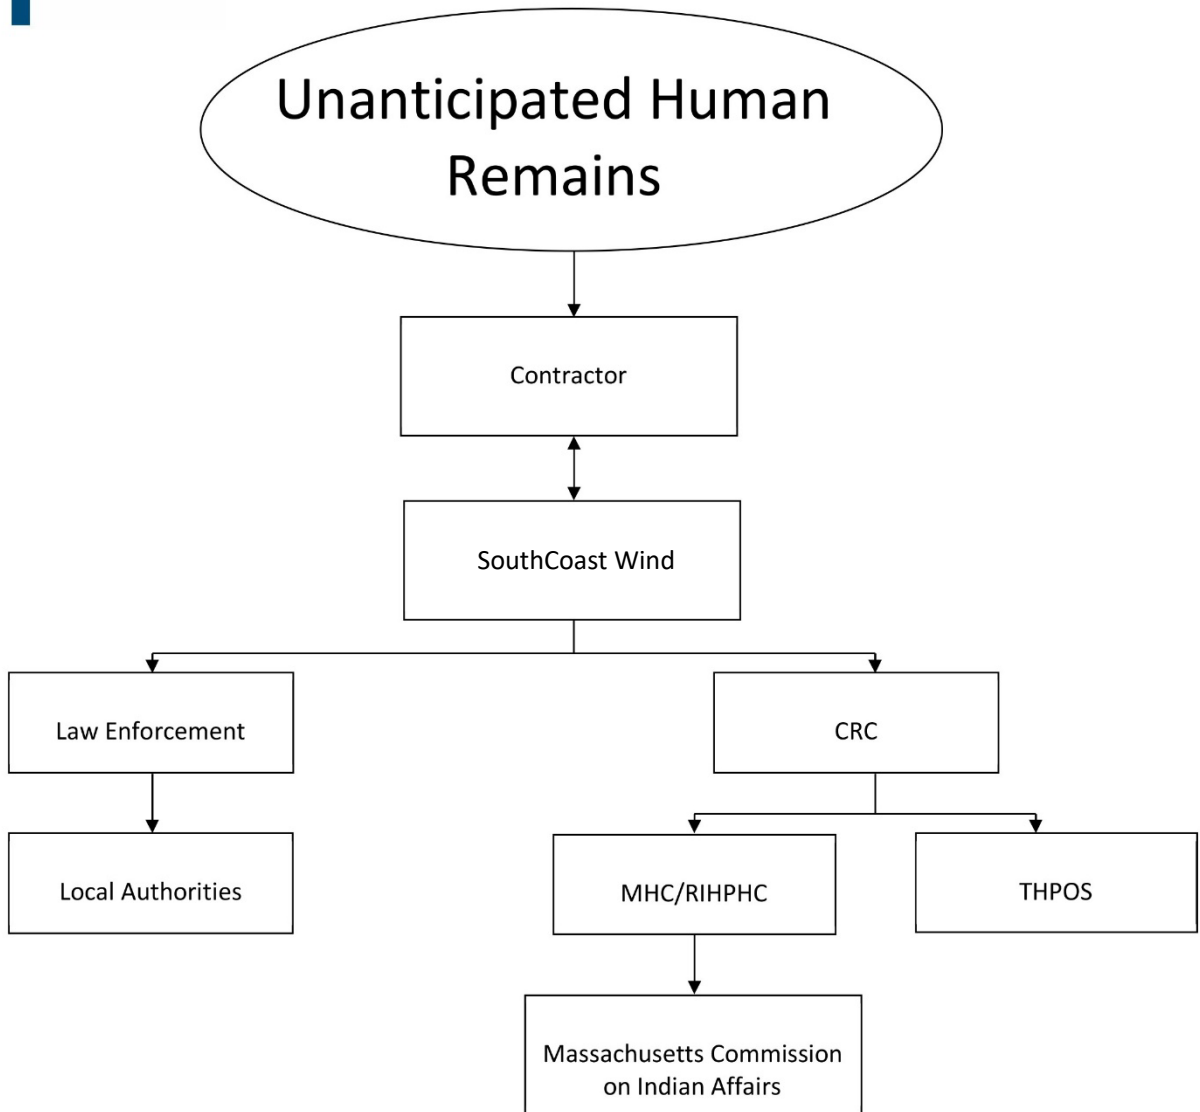 Unanticipated Human
Remains
Contractor
SouthCoast Wind
Law Enforcement
CRC
Local Authorities
MHC/RIHPHC
THPOS
Massachusetts Commission
on Indian Affairs